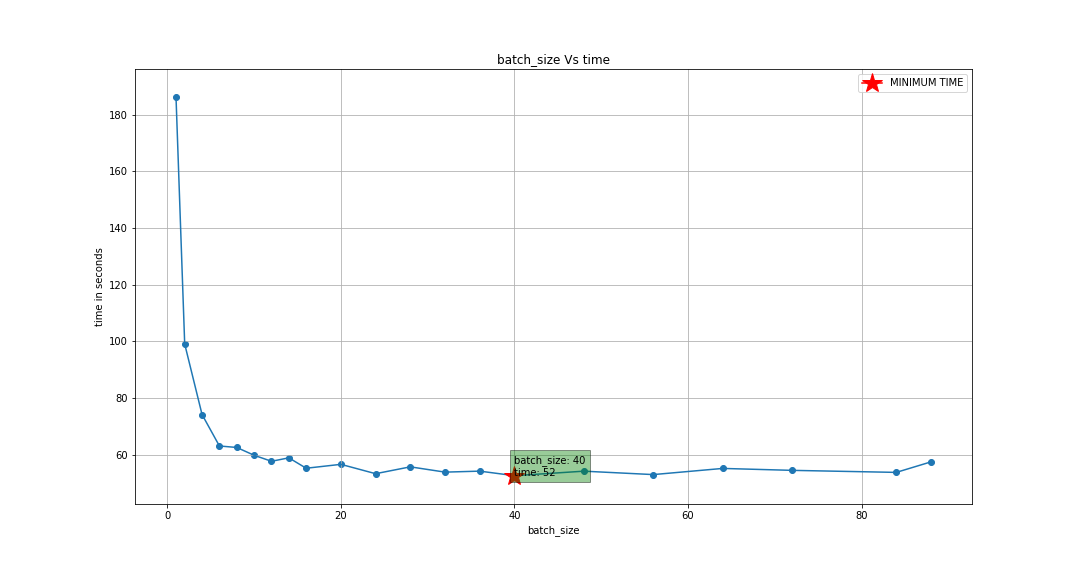 batch_size Vs time
MINIMUM TIME
time in seconds
180
160
140
120
100
80
60
batch_size: 40
time: 52
0
20
40
60
80
batch_size